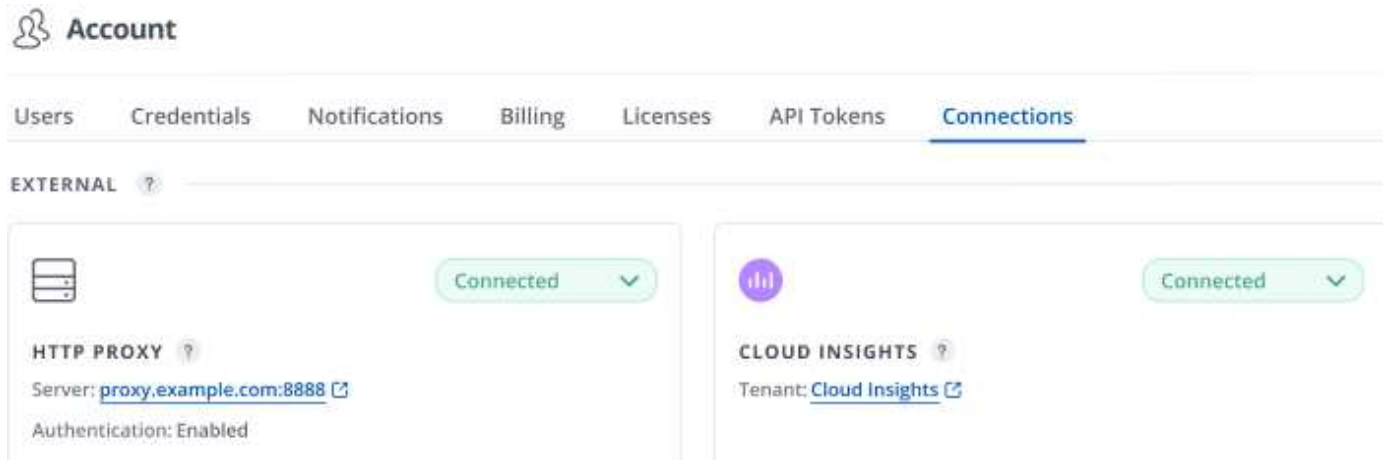 Account
Users Credentials Notifications Billing Licenses API Tokens Connections
EXTERNAL ?
Connected
HTTP PROXY ?
Server: proxy.example.com:8888
Authentication: Enabled
Connected
CLOUD INSIGHTS ?
Tenant: Cloud Insights